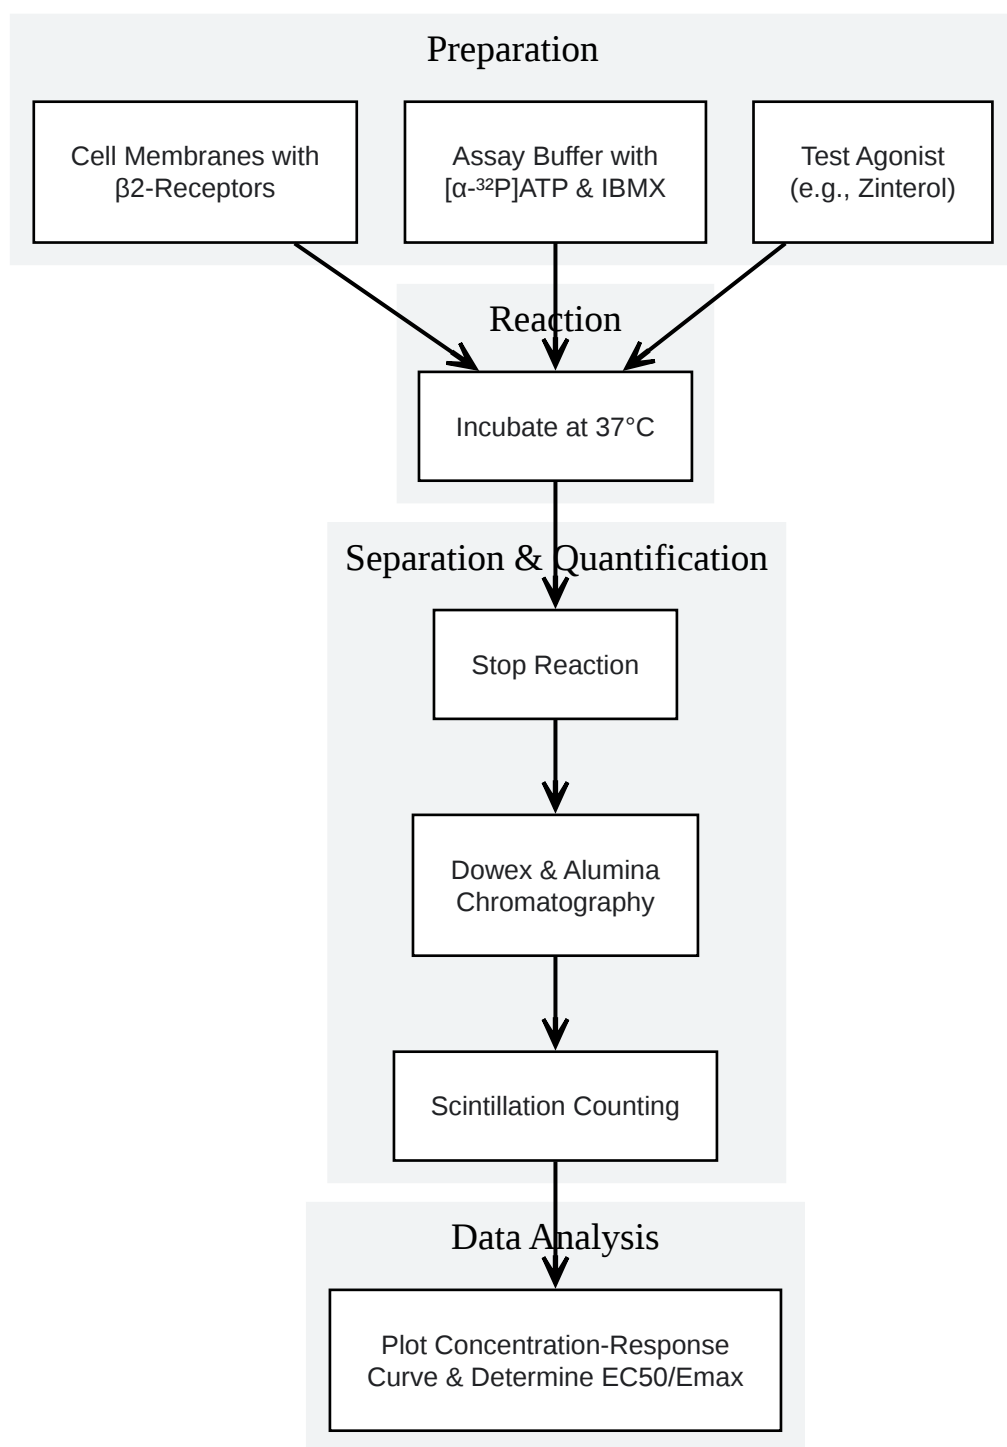 Preparation
Cell Membranes with
β2-Receptors
Assay Buffer with
[α-³²P]ATP & IBMX
Test Agonist
(e.g., Zinterol)
Reaction
Incubate at 37°C
Separation & Quantification
Stop Reaction
Dowex & Alumina
Chromatography
Scintillation Counting
Data Analysis
Plot Concentration-Response
Curve & Determine EC50/Emax